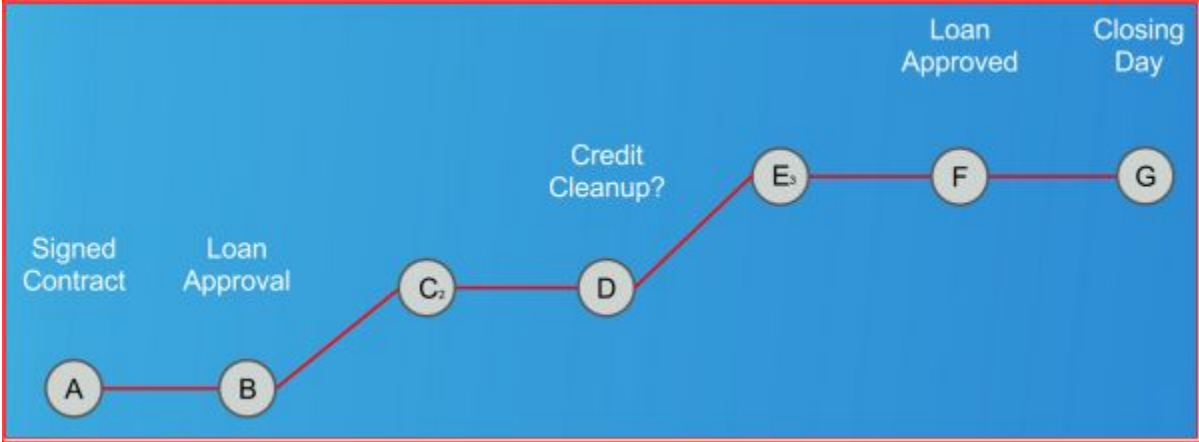 Loan
Approved
Closing
Day
Credit
Cleanup?
E3
F
G
Signed
Contract
Loan
Approval
C2
D
A
B